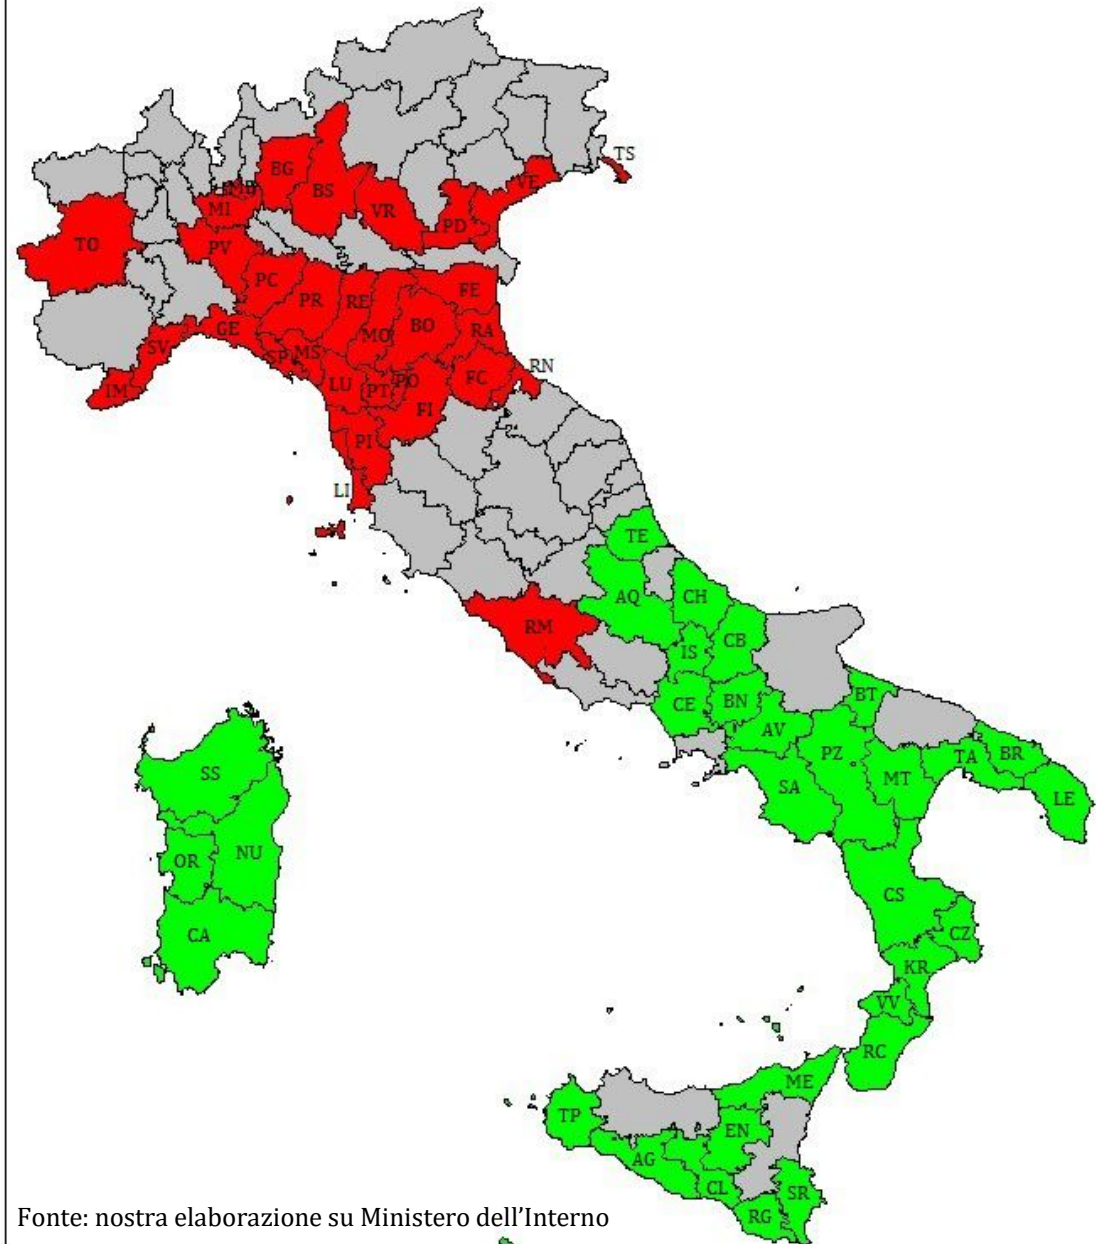 TS
BG
MB
BS
VE
MI
VR
PD
TO
PV
PC
PR
RE
FE
GE
MO
BO
RA
SV
SP
MS
RN
IM
LU
PT
PO
FC
FI
PI
LI
TE
AQ
CH
RM
CB
IS
CE
BN
BT
AV
PZ
BR
TA
SS
MT
SA
LE
OR
NU
CS
CA
CZ
KR
VV
RC
ME
TP
EN
AG
CL
SR
RG
Fonte: nostra elaborazione su Ministero dell'Interno